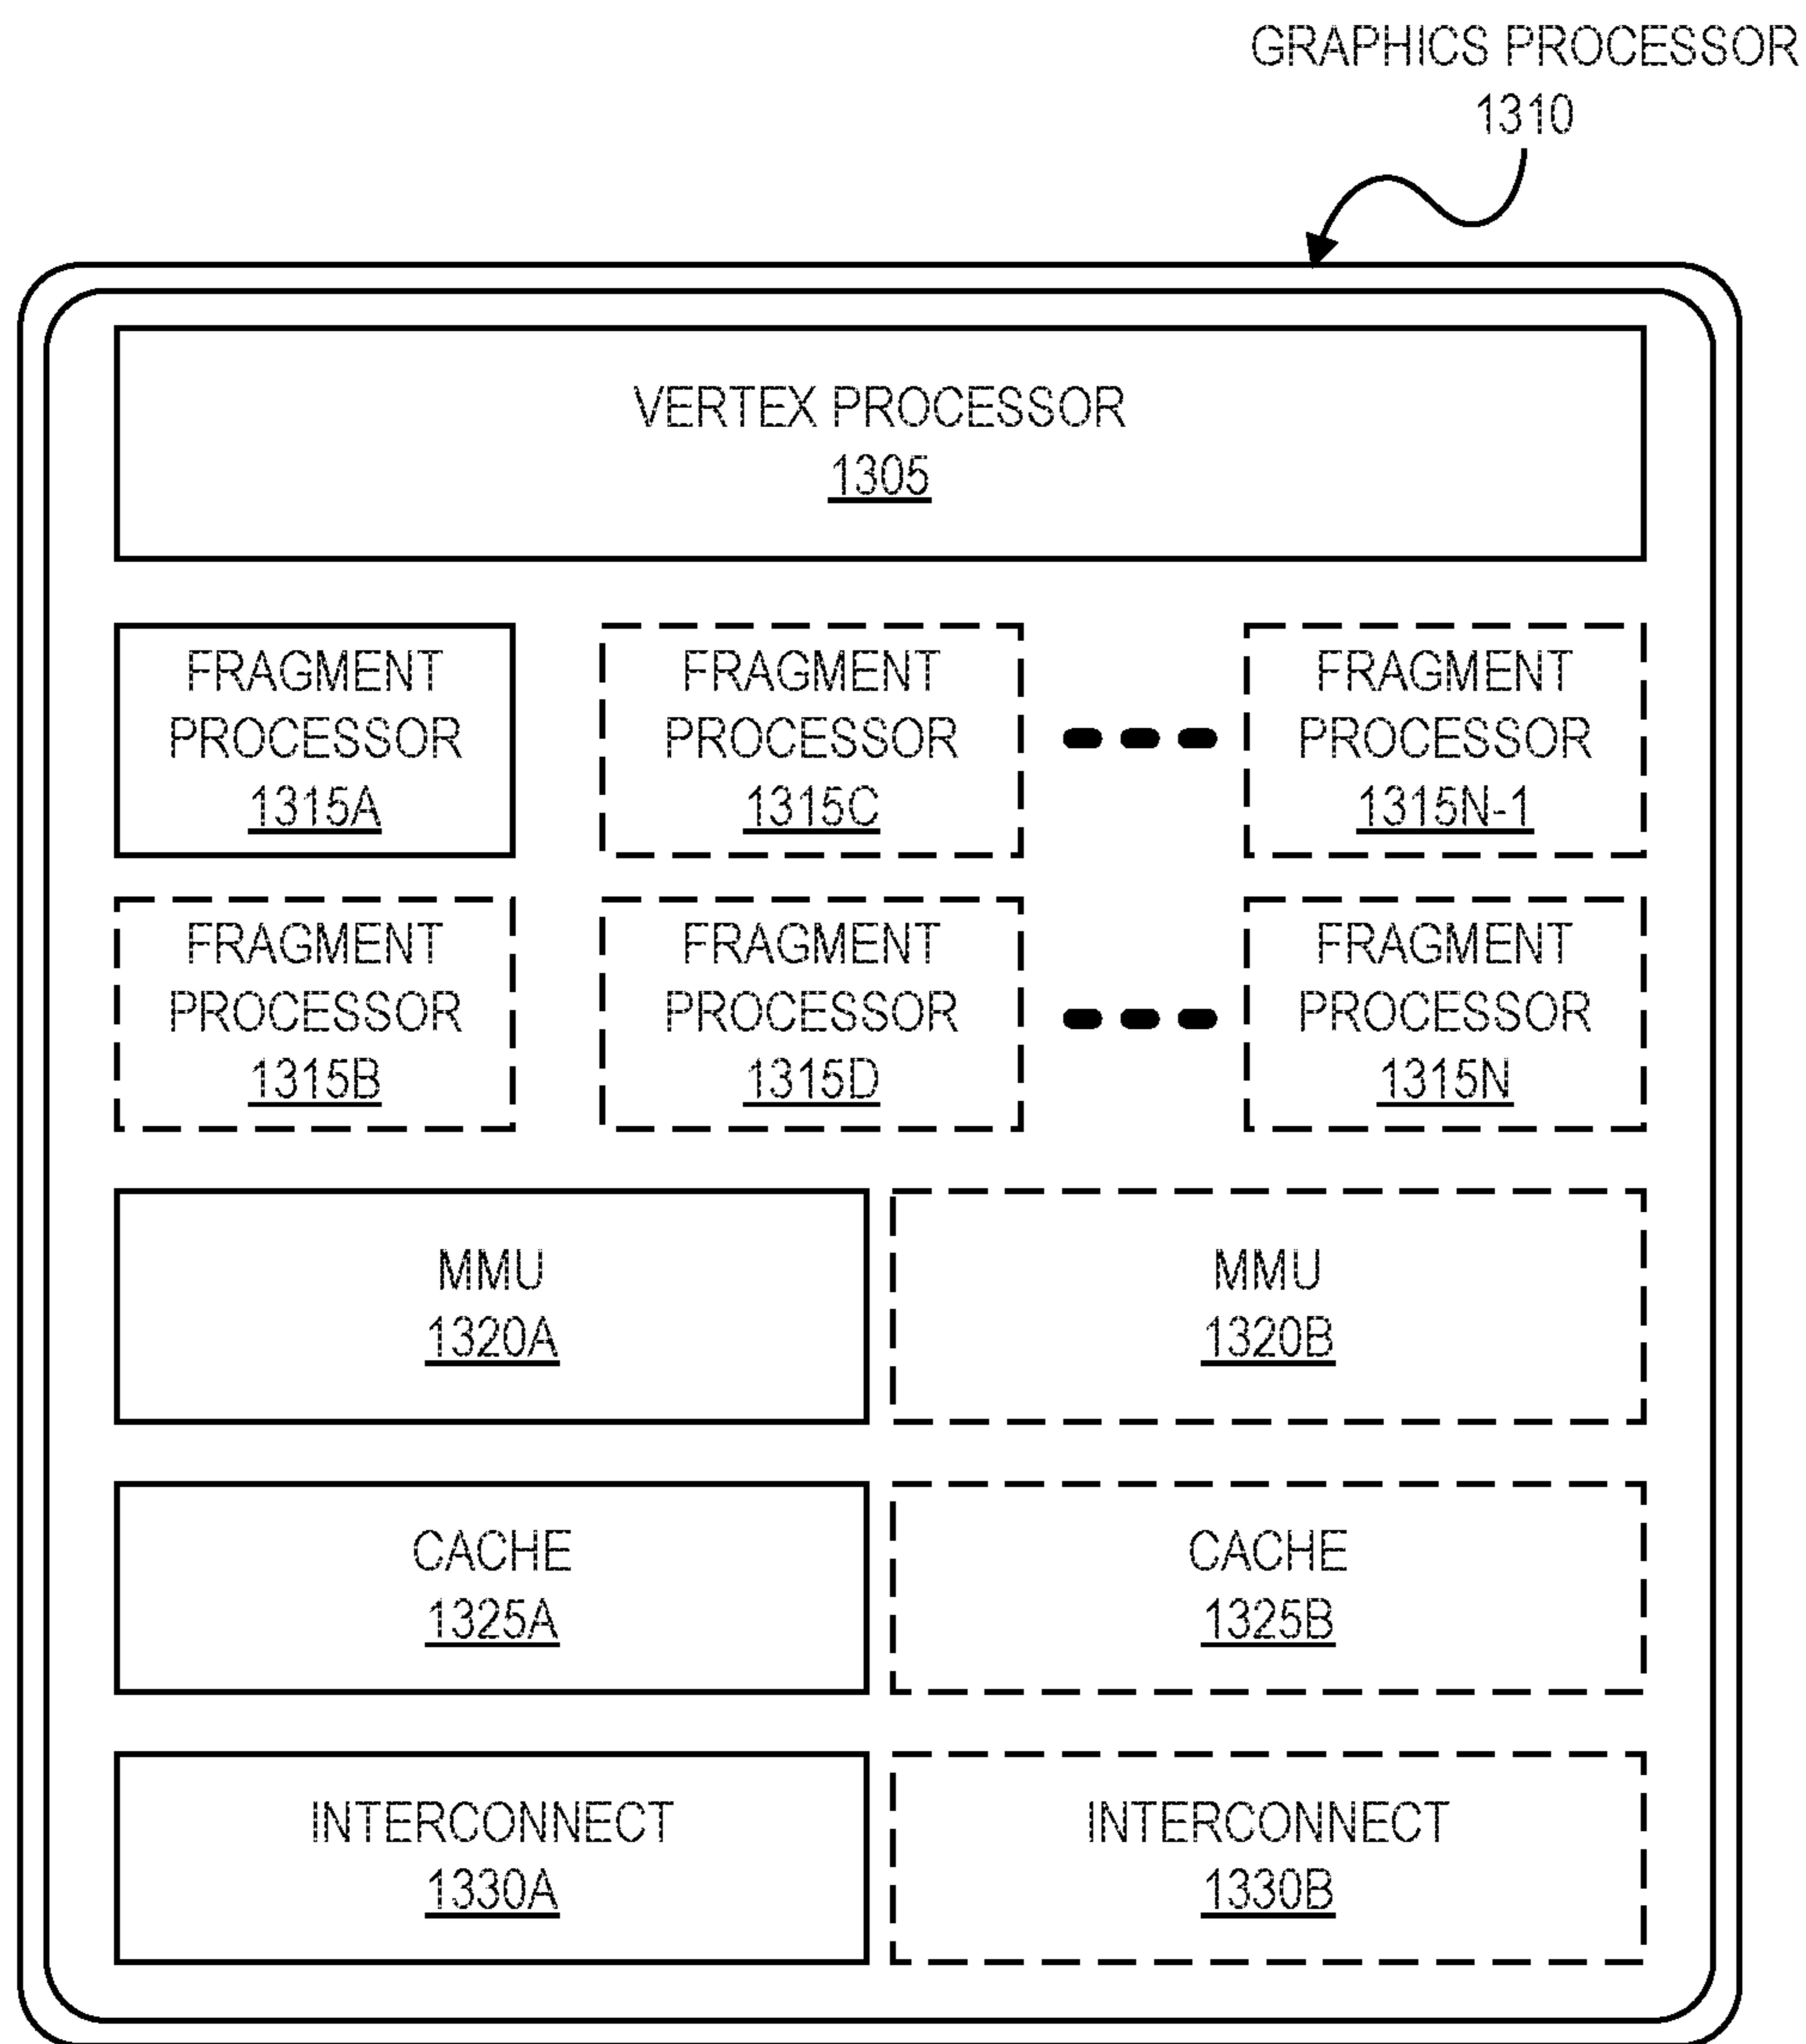 GRAPHICS PROCESSOR
1310
VERTEX PROCESSOR
1305
FRAGMENT
PROCESSOR
1315A
FRAGMENT
PROCESSOR
1315C
FRAGMENT
PROCESSOR
1315N-1
FRAGMENT
PROCESSOR
1315B
FRAGMENT
PROCESSOR
1315D
FRAGMENT
PROCESSOR
1315N
MMU
1320A
MMU
1320B
CACHE
1325A
CACHE
1325B
INTERCONNECT
1330A
INTERCONNECT
1330B